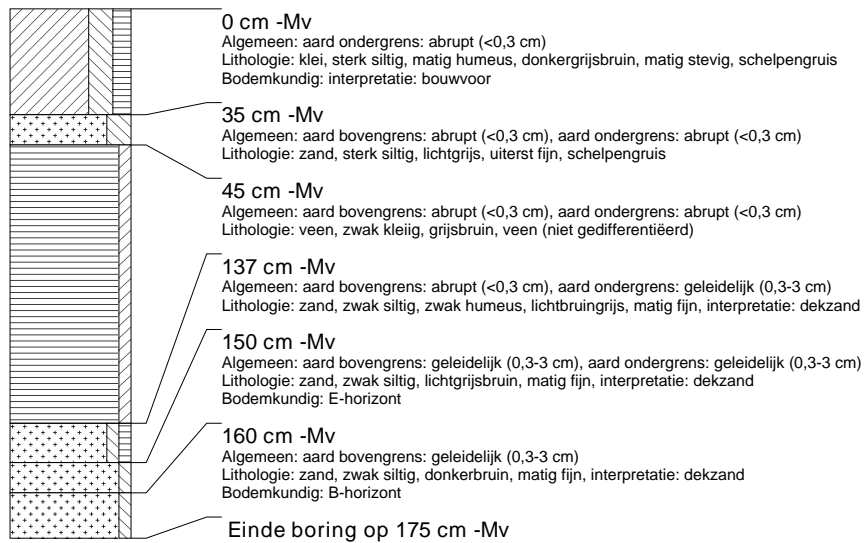 0 cm -Mv
Algemeen: aard ondergrens: abrupt (<0,3 cm)
Lithologie: klei, sterk siltig, matig humeus, donkergrijsbruin, matig stevig, schelpengruis
Bodemkundig: interpretatie: bouwvoor
35 cm -Mv
Algemeen: aard bovengrens: abrupt (<0,3 cm), aard ondergrens: abrupt (<0,3 cm)
Lithologie: zand, sterk siltig, lichtgrijs, uiterst fijn, schelpengruis
45 cm -Mv
Algemeen: aard bovengrens: abrupt (<0,3 cm), aard ondergrens: abrupt (<0,3 cm)
Lithologie: veen, zwak kleiig, grijsbruin, veen (niet gedifferentiëerd)
137 cm -Mv
Algemeen: aard bovengrens: abrupt (<0,3 cm), aard ondergrens: geleidelijk (0,3-3 cm)
Lithologie: zand, zwak siltig, zwak humeus, lichtbruingrijs, matig fijn, interpretatie: dekzand
150 cm -Mv
Algemeen: aard bovengrens: geleidelijk (0,3-3 cm), aard ondergrens: geleidelijk (0,3-3 cm)
Lithologie: zand, zwak siltig, lichtgrijsbruin, matig fijn, interpretatie: dekzand
Bodemkundig: E-horizont
160 cm -Mv
Algemeen: aard bovengrens: geleidelijk (0,3-3 cm)
Lithologie: zand, zwak siltig, donkerbruin, matig fijn, interpretatie: dekzand
Bodemkundig: B-horizont
Einde boring op 175 cm -Mv